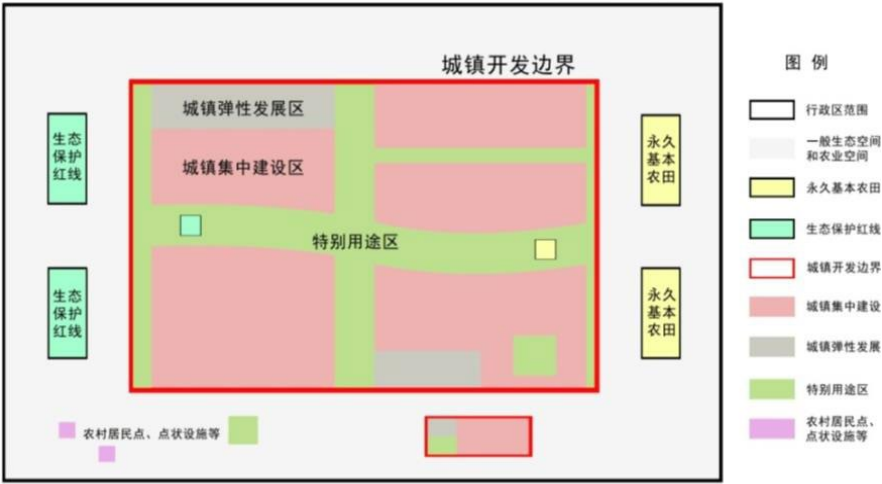 城镇开发边界
图 例
城镇弹性发展区
行政区范围
生态
保护
红线
永久
基本
农田
一般生态空间
和农业空间
城镇集中建设区
永久基本农田
特别用途区
生态保护红线
城镇开发边界
生态
保护
红线
永久
基本
农田
城镇集中建设
城镇弹性发展
特别用途区
农村居民点、点状设施等
农村居民点、
点状设施等